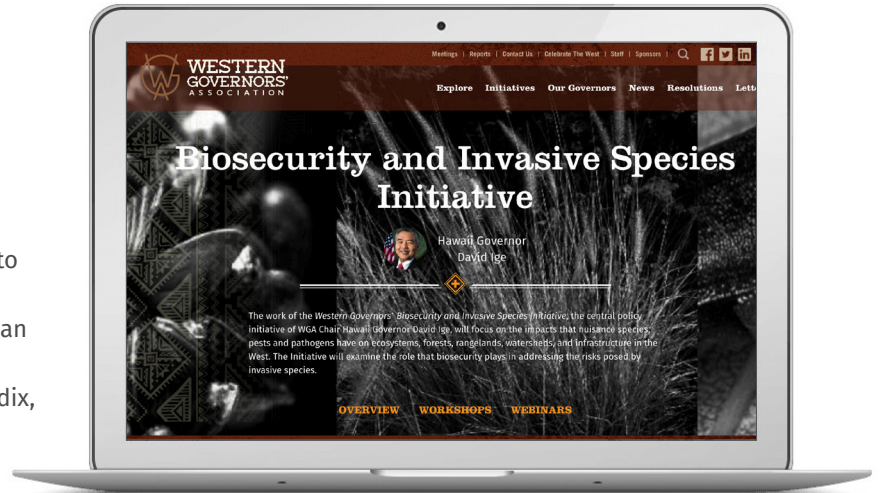 to
an
dix,
Meetings | Reports | Contact Us | Celebrate The West | Staff | Sponsors |
WESTERN
GOVERNORS'
ASSOCIATION
Explore Initiatives Our Governors News Resolutions Lett
Biosecurity and Invasive Species
Initiative
Hawaii Governor
David Ige
The work of the Western Governors' Biosecurity and Invasive Species Initiative, the central policy
initiative of WGA Chair Hawaii Governor David Ige, will focus on the impacts that nuisance species,
pests and pathogens have on ecosystems, forests, rangelands, watersheds, and infrastructure in the
West. The Initiative will examine the role that biosecurity plays in addressing the risks posed by
invasive species.
OVERVIEW WORKSHOPS WEBINARS